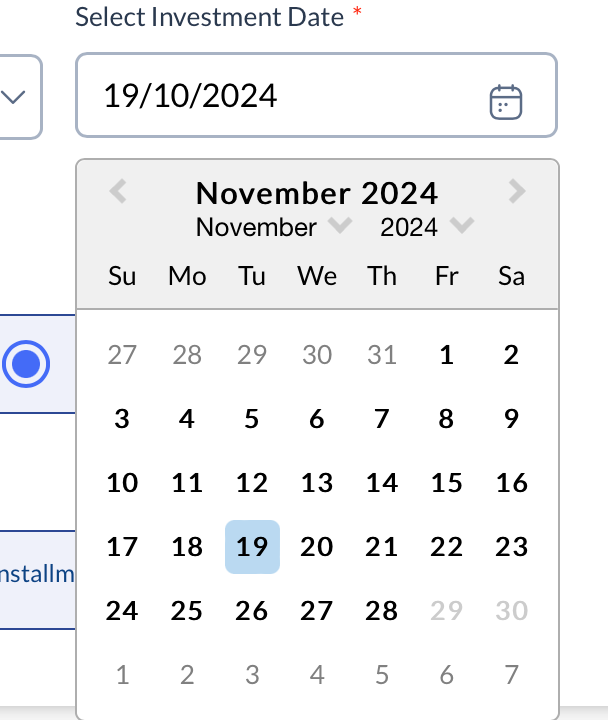 Select Investment Date *
19/10/2024
November 2024
November 2024
Su Mo Tu We Th Fr Sa
27 28 29 30 31 1 2
3 4 5 6 7 8 9
10 11 12 13 14 15 16
17 18 19 20 21 22 23
nstallm
24 25 26 27 28 29 30
1 2 3 4 5 6 7